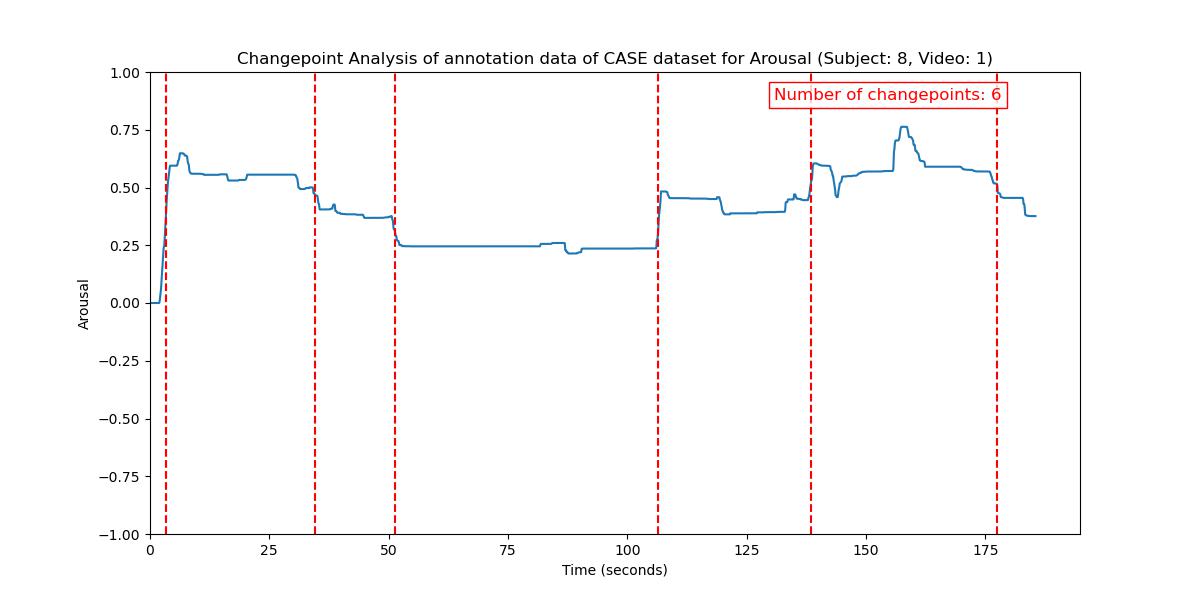 Changepoint Analysis of annotation data of CASE dataset for Arousal (Subject: 8, Video: 1)
Number of changepoints: 6
1.00
0.75
0.50
0.25
0.00
−0.25
−0.50
−0.75
−1.00
Arousal
0 25 50 75 100 125 150 175
Time (seconds)